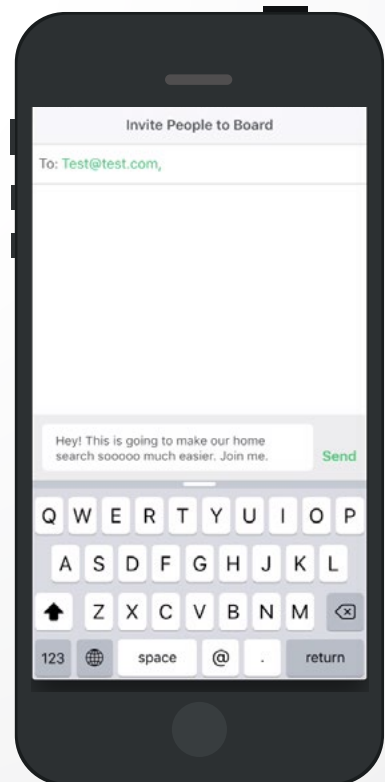 Invite People to Board
To: Test@test.com,
Hey! This is going to make our home
search sooooo much easier. Join me.
Send
Q W E R T Y U I O P
A S D F G H J K L
Z X C V B N M
123 space @ . return